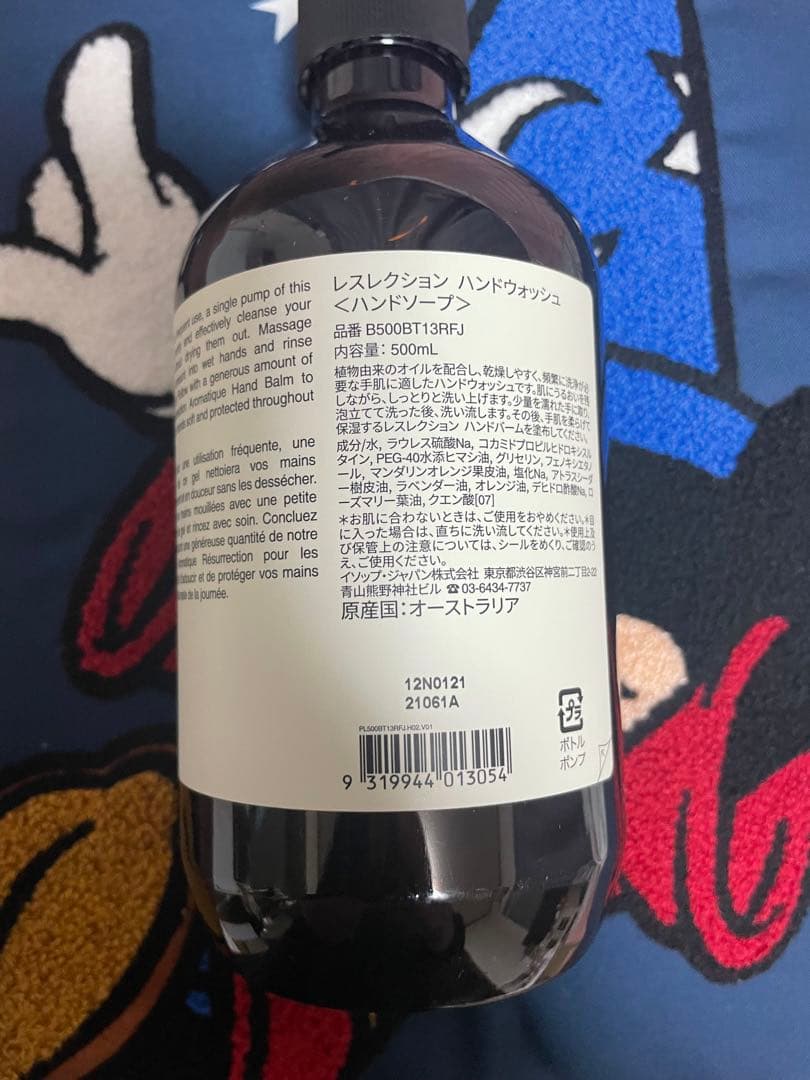 use, a single pump of this
and effectively cleanse your
drying them out. Massage
into wet hands and rinse
with a generous amount of
Aromatique Hand Balm to
soft and protected throughout
une utilisation fréquente, une
ce gel nettoiera vos mains
en douceur sans les dessécher.
mains mouillées avec une petite
gel et rincez avec soin. Concluez
une généreuse quantité de notre
Résurrection pour les
d'adoucir et de protéger vos mains
de la journée.
レスレクション ハンドウォッシュ
＜ハンドソープ＞
品番 B500BT13RFJ
内容量：500mL
植物由来のオイルを配合し、乾燥しやすく、頻繁に洗浄が必
要な手肌に適したハンドウォッシュです。肌にうるおいを残
しながら、しっとりと洗い上げます。少量を濡れた手に取り、
泡立てて洗った後、洗い流します。その後、手肌を柔らげて
保湿するレスレクション ハンドバームを塗布してください。
成分/水, ラウレス硫酸Na, コカミドプロピルヒドロキシスル
タイン, PEG-40水添ヒマシ油, グリセリン, フェノキシエタノ
ール, マンダリンオレンジ果皮油, 塩化Na, アトラスシーダ
ー樹皮油, ラベンダー油, オレンジ油, デヒドロ酢酸Na, ロ
ーズマリー葉油, クエン酸[07]
＊お肌に合わないときは、ご使用をおやめください。＊目
に入った場合は、直ちに洗い流してください。＊使用上及
び保管上の注意については、シールをめくり、ご確認のう
え、ご使用ください。
イソップ・ジャパン株式会社 東京都渋谷区神宮前二丁目2-22
青山熊野神社ビル ☎03-6434-7737
原産国：オーストラリア
12N0121
21061A
PL500BT13RFJ.H02.V01
9 319944 013054
プラ
ボトル
ポンプ